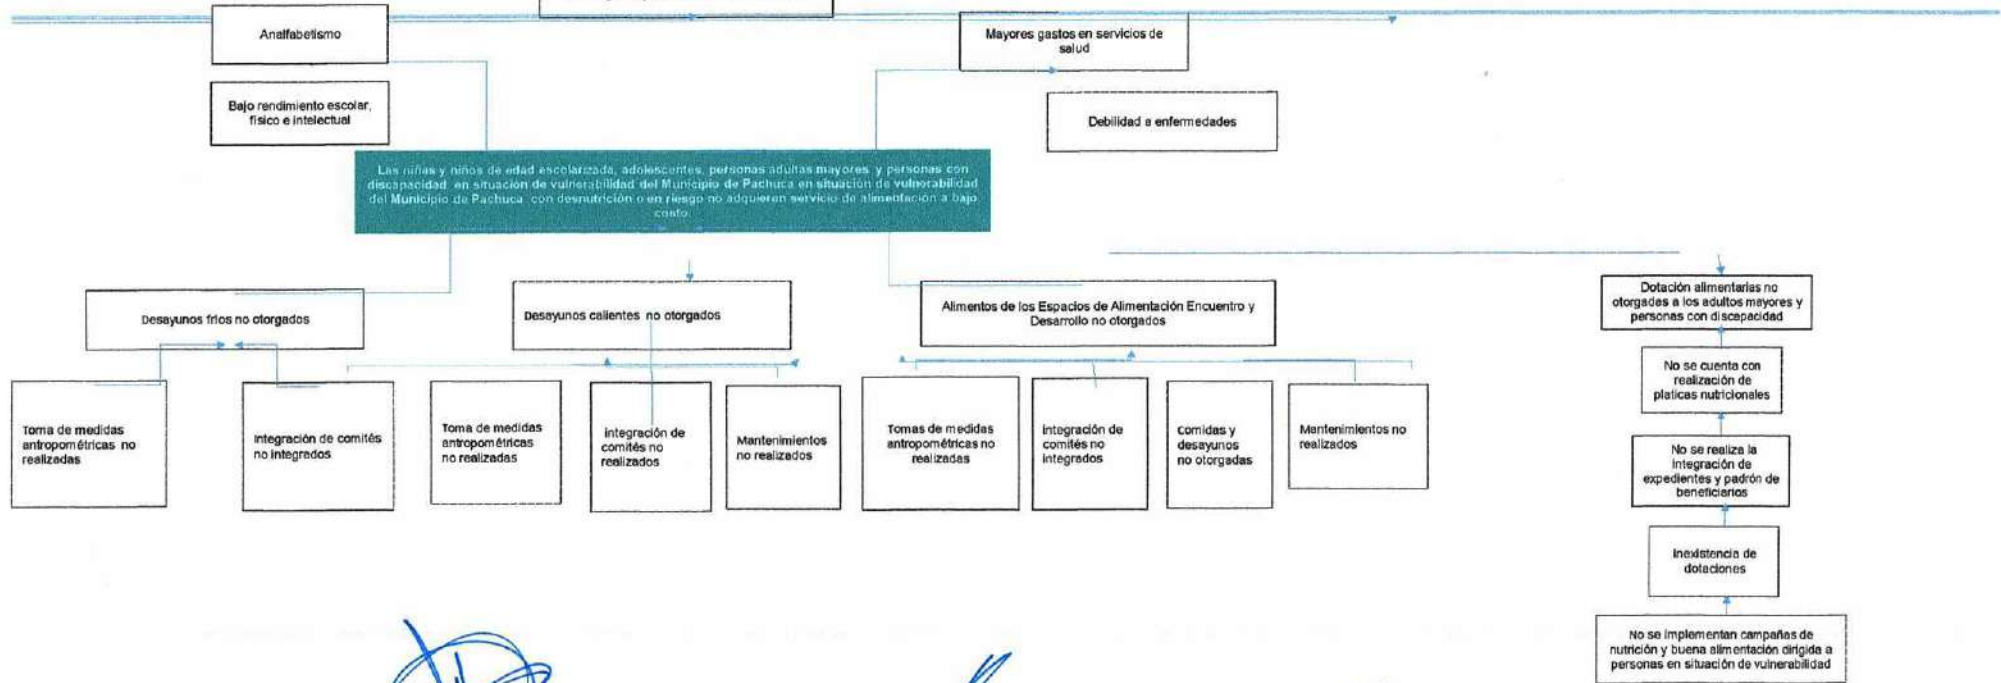 Analfabetismo
Mayores gastos en servicios de
salud
Bajo rendimiento escolar,
físico e intelectual
Debilidad a enfermedades
Las niñas y niños de edad escolarizada, adolescentes, personas adultas mayores y personas con
discapacidad en situación de vulnerabilidad del Municipio de Pachuca en situación de vulnerabilidad
del Municipio de Pachuca con desnutrición o en riesgo no adquieren servicio de alimentación a bajo
costo.
Desayunos fríos no otorgados
Desayunos calientes no otorgados
Alimentos de los Espacios de Alimentación Encuentro y
Desarrollo no otorgados
Dotación alimentarias no
otorgadas a los adultos mayores y
personas con discapacidad
Toma de medidas
antropométricas no
realizadas
Integración de comités
no integrados
Toma de medidas
antropométricas
no realizadas
Integración de
comités no
realizados
Mantenimientos
no realizados
Tomas de medidas
antropométricas no
realizadas
Integración de
comités no
integrados
Comidas y
desayunos
no otorgadas
Mantenimientos no
realizados
No se cuenta con
realización de
platicas nutricionales
No se realiza la
integración de
expedientes y padrón de
beneficiarios
Inexistencia de
dotaciones
No se implementan campañas de
nutrición y buena alimentación dirigida a
personas en situación de vulnerabilidad